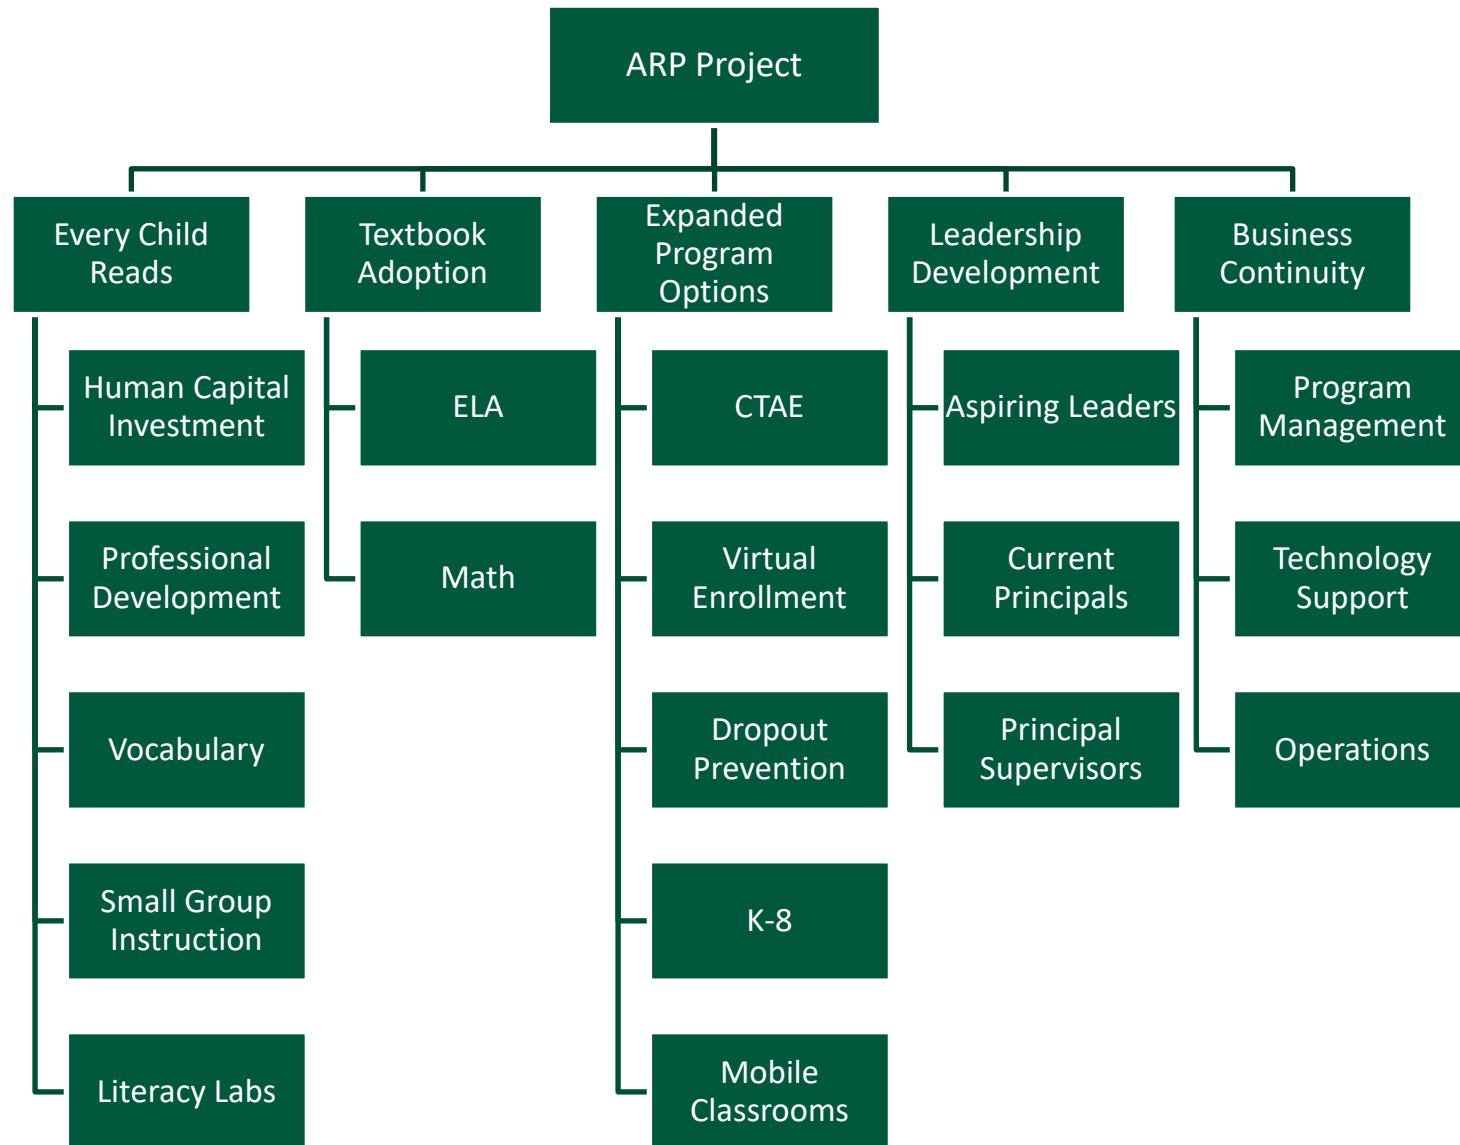 ARP Project
Every Child
Reads
Human Capital
Investment
Professional
Development
Vocabulary
Small Group
Instruction
Literacy Labs
Textbook
Adoption
ELA
Math
Expanded
Program
Options
CTAE
Virtual
Enrollment
Dropout
Prevention
K-8
Mobile
Classrooms
Leadership
Development
Aspiring Leaders
Current
Principals
Principal
Supervisors
Business
Continuity
Program
Management
Technology
Support
Operations